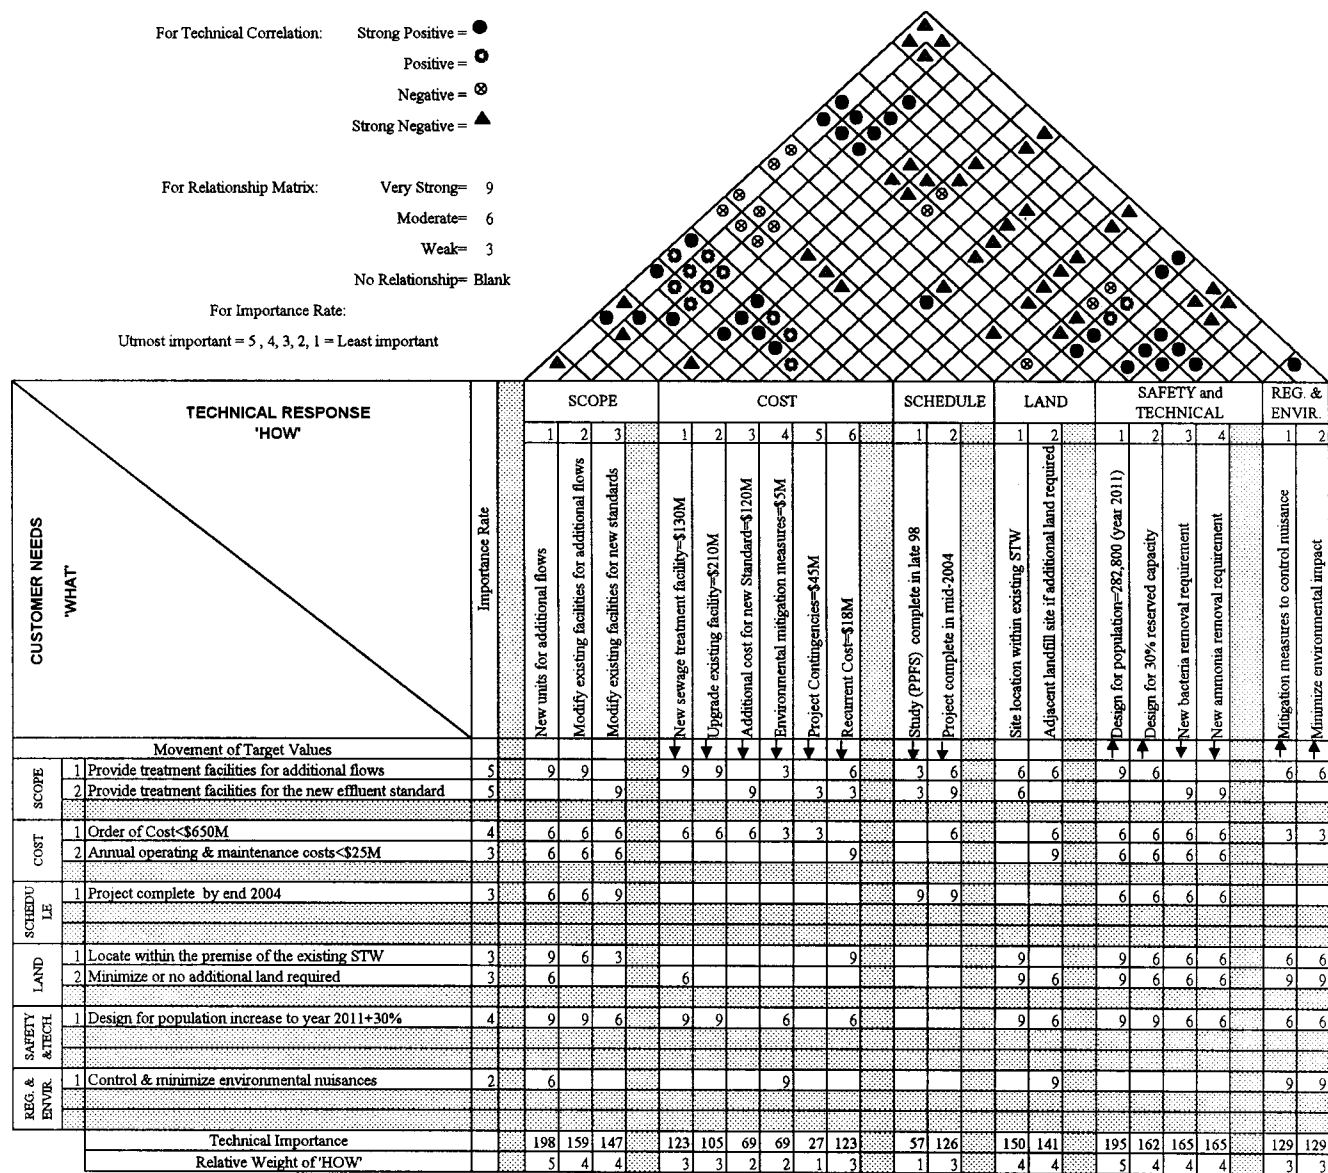 For Technical Correlation: Strong Positive =
Positive =
Negative =
Strong Negative =
For Relationship Matrix: Very Strong= 9
Moderate= 6
Weak= 3
No Relationship= Blank
For Importance Rate:
Utmost important = 5 , 4, 3, 2, 1 = Least important
TECHNICAL RESPONSE
'HOW'
CUSTOMER NEEDS
'WHAT'
Importance Rate
SCOPE COST SCHEDULE LAND SAFETY and TECHNICAL REG. & ENVIR.
1 2 3 1 2 3 4 5 6 1 2 1 2 1 2 3 4 1 2
New units for additional flows
Modify existing facilities for additional flows
Modify existing facilities for new standards
New sewage treatment facility=$130M
Upgrade existing facility=$210M
Additional cost for new Standard=$120M
Environmental mitigation measures=$5M
Project Contingencies=$45M
Recurrent Cost=$18M
Study (PPFS) complete in late 98
Project complete in mid-2004
Site location within existing STW
Adjacent landfill site if additional land required
Design for population=282,800 (year 2011)
Design for 30% reserved capacity
New bacteria removal requirement
New ammonia removal requirement
Mitigation measures to control nuisance
Minimize environmental impact
Movement of Target Values
SCOPE
1 Provide treatment facilities for additional flows 5 9 9 9 9 3 6 3 6 6 6 9 6 6 6
2 Provide treatment facilities for the new effluent standard 5 9 9 3 3 3 9 6 9 9
COST
1 Order of Cost<$650M 4 6 6 6 6 6 6 3 3 6 6 6 6 6 6 3 3
2 Annual operating & maintenance costs<$25M 3 6 6 6 9 9 6 6 6 6
SCHEDU
LE
1 Project complete by end 2004 3 6 6 9 9 9 6 6 6 6
LAND
1 Locate within the premise of the existing STW 3 9 6 3 9 9 9 6 6 6 6 6
2 Minimize or no additional land required 3 6 6 9 6 9 6 6 6 9 9
SAFETY
&TECH.
1 Design for population increase to year 2011+30% 4 9 9 6 9 9 6 6 9 6 9 9 6 6 6 6
REG. &
ENVIR.
1 Control & minimize environmental nuisances 2 6 9 9 9 9
Technical Importance 198 159 147 123 105 69 69 27 123 57 126 150 141 195 162 165 165 129 129
Relative Weight of 'HOW' 5 4 4 3 3 2 2 1 3 1 3 4 4 5 4 4 4 3 3